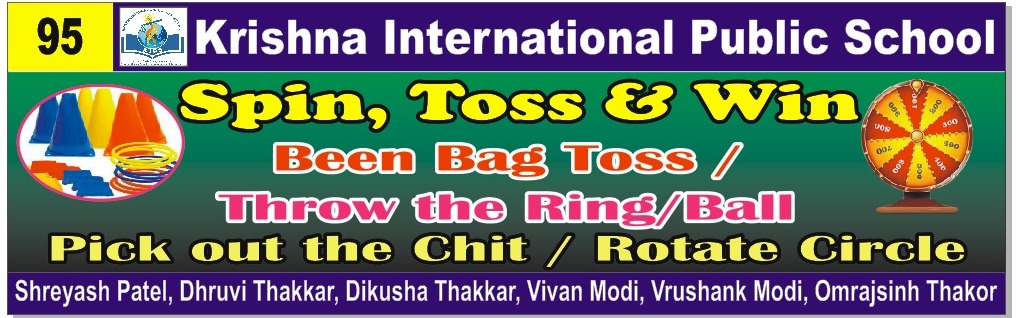 95
Krishna International Public School
Spin, Toss & Win
Been Bag Toss /
Throw the Ring/Ball
Pick out the Chit / Rotate Circle
Shreyash Patel, Dhruvi Thakkar, Dikusha Thakkar, Vivan Modi, Vrushank Modi, Omrajsinh Thakor